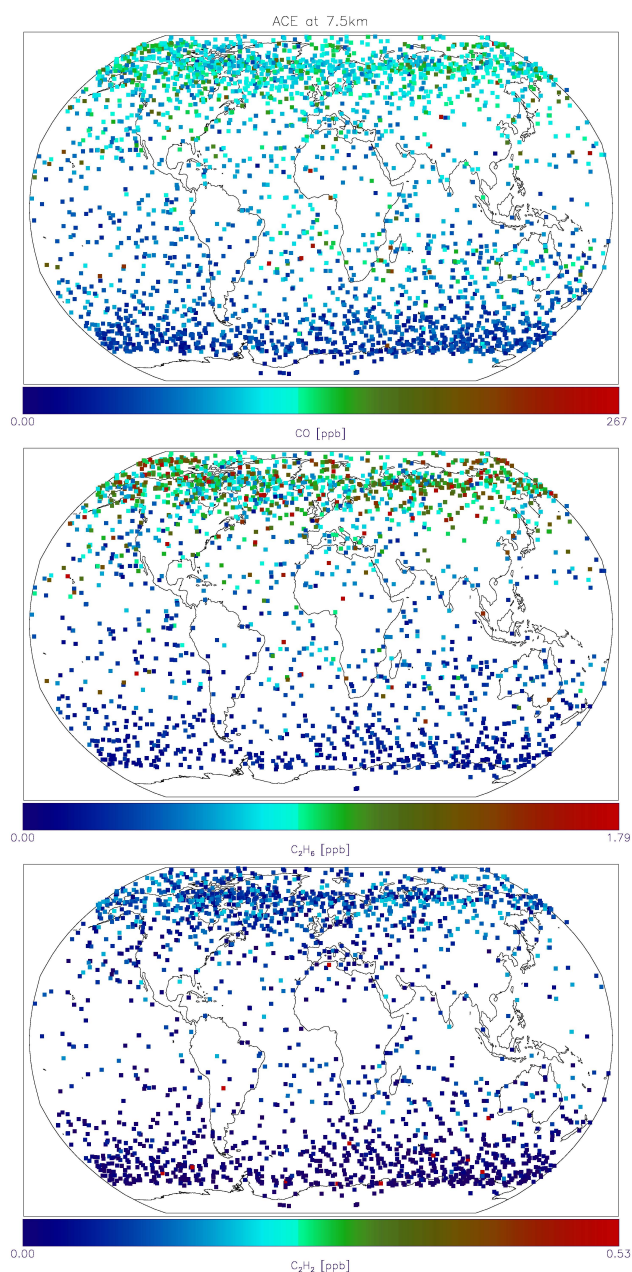 ACE at 7.5km
0.00 267
CO [ppb]
0.00 1.79
C₂H₆ [ppb]
0.00 0.53
C₂H₂ [ppb]